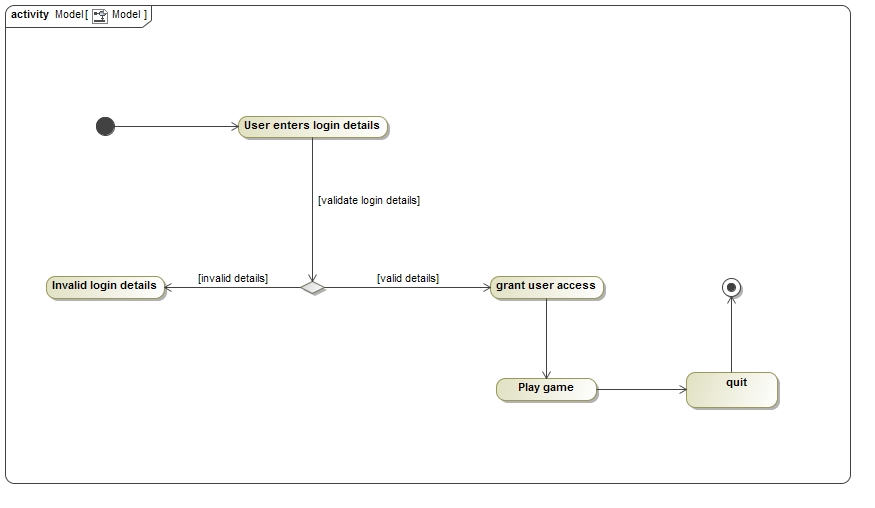 activity Model[ Model ]
User enters login details
[validate login details]
[invalid details]
[valid details]
Invalid login details
grant user access
Play game
quit